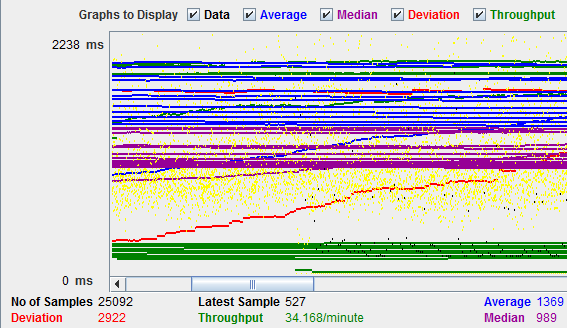 Graphs to Display Data Average Median Deviation Throughput
2238 ms
0 ms
No of Samples 25092 Latest Sample 527 Average 1369
Deviation 2922 Throughput 34.168/minute Median 989